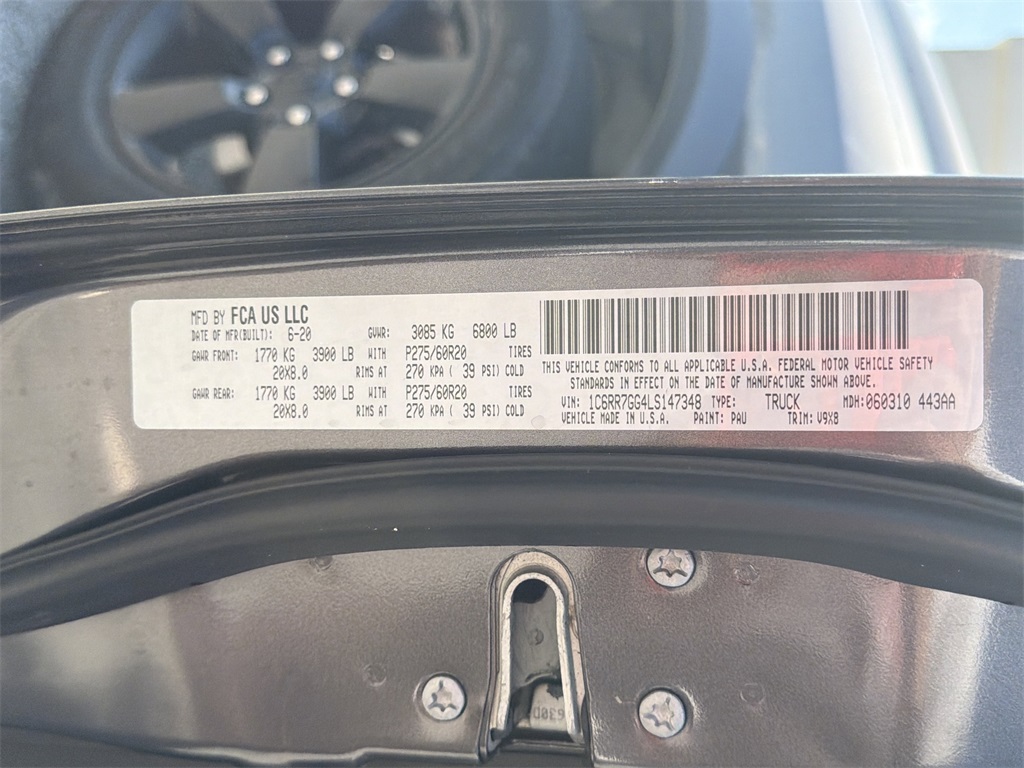 MFD BY FCA US LLC
DATE OF MFR(BUILT): 6-20 GVWR: 3085 KG 6800 LB
GAWR FRONT: 1770 KG 3900 LB WITH P275/60R20 TIRES
20X8.0 RIMS AT 270 KPA ( 39 PSI) COLD
GAWR REAR: 1770 KG 3900 LB WITH P275/60R20 TIRES
20X8.0 RIMS AT 270 KPA ( 39 PSI) COLD
THIS VEHICLE CONFORMS TO ALL APPLICABLE U.S.A. FEDERAL MOTOR VEHICLE SAFETY
STANDARDS IN EFFECT ON THE DATE OF MANUFACTURE SHOWN ABOVE.
VIN: 1C6RR7GG4LS147348 TYPE: TRUCK MDH: 060310 443AA
VEHICLE MADE IN U.S.A. PAINT: PAU TRIM: V9X8